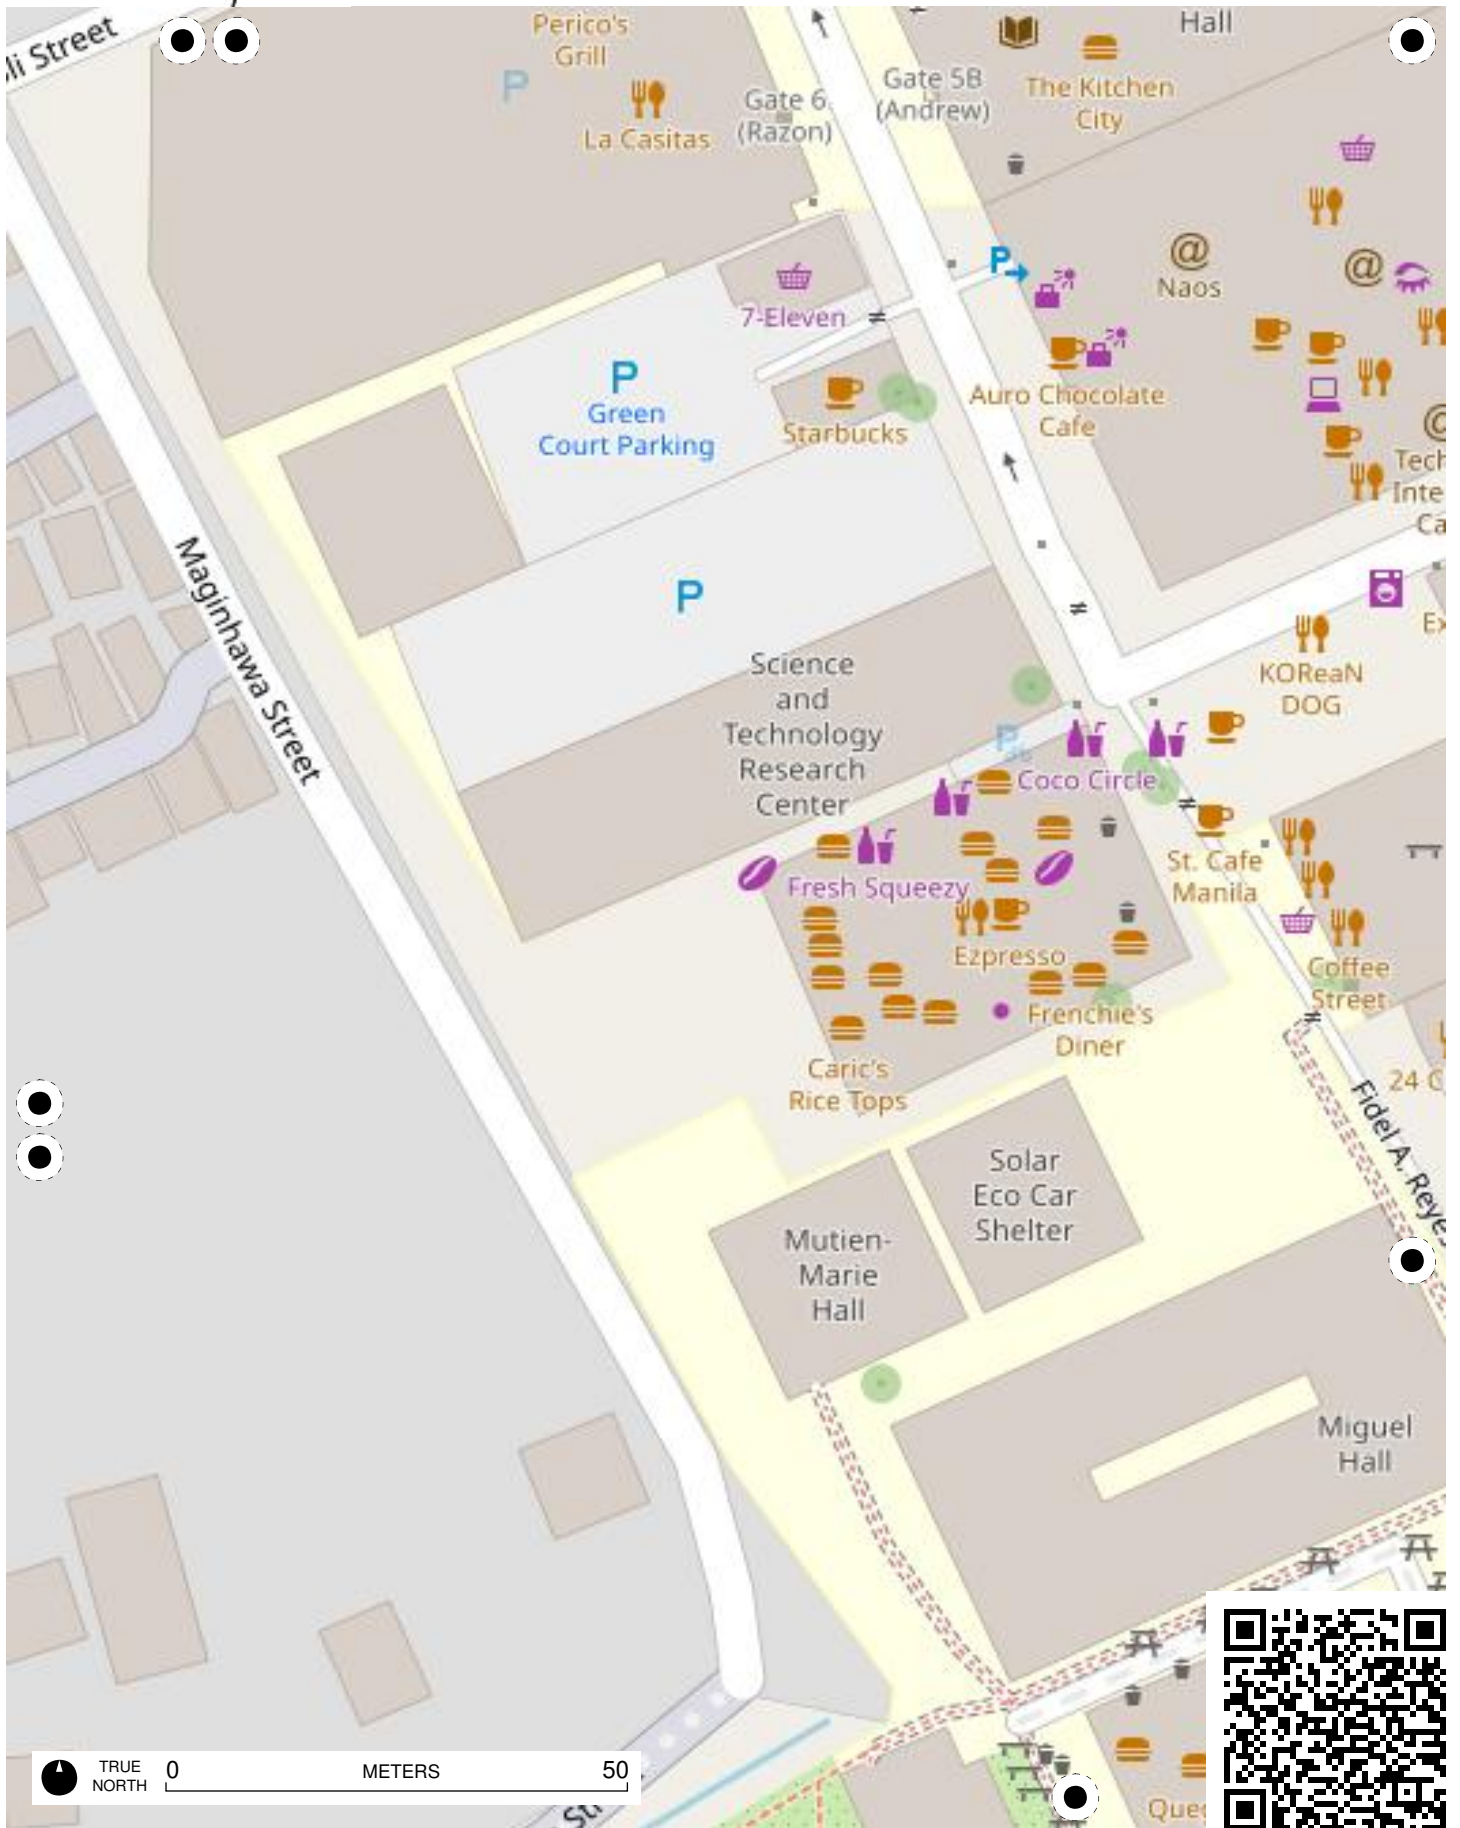 li Street
Perico's
Grill
La Casitas
P
Gate 6
(Razon)
Gate 5B
(Andrew)
Hall
The Kitchen
City
P
@
Naos
@
7-Eleven
P
Green
Court Parking
Starbucks
Auro Chocolate
Cafe
@
Tech
Inte
Ca
P
Maginhawa Street
Science
and
Technology
Research
Center
KOReaN
DOG
Ex
P
Coco Circle
Fresh Squeezy
St. Cafe
Manila
Ezpresso
Coffee
Street
Frenchie's
Diner
Caric's
Rice Tops
24 C
Fidel A. Reyes
Solar
Eco Car
Shelter
Mutien-
Marie
Hall
Miguel
Hall
TRUE
NORTH
0 METERS 50
Str
Que